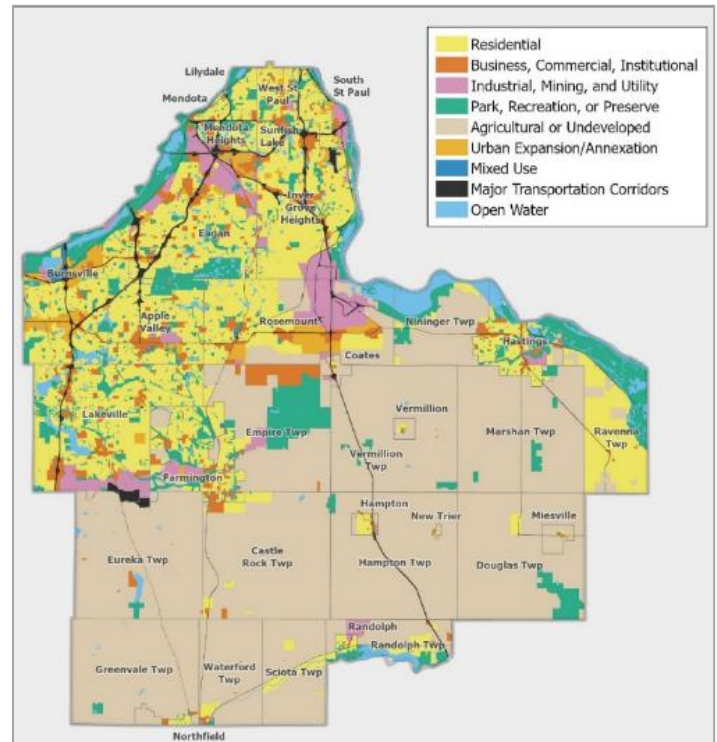 Residential
Business, Commercial, Institutional
Industrial, Mining, and Utility
Park, Recreation, or Preserve
Agricultural or Undeveloped
Urban Expansion/Annexation
Mixed Use
Major Transportation Corridors
Open Water
Lilydale
West St
Paul
South
St Paul
Mendota
Mendota
Heights
Sunfish
Lake
Inver
Grove
Heights
Eagan
Burnsville
Apple
Valley
Rosemount
Nininger Twp
Hastings
Coates
Lakeville
Empire Twp
Vermillion
Vermillion
Twp
Marshan Twp
Ravenna
Twp
Farmington
Hampton
New Trier
Miesville
Eureka Twp
Castle
Rock Twp
Hampton Twp
Douglas Twp
Randolph
Randolph Twp
Greenvale Twp
Waterford
Twp
Sciota Twp
Northfield